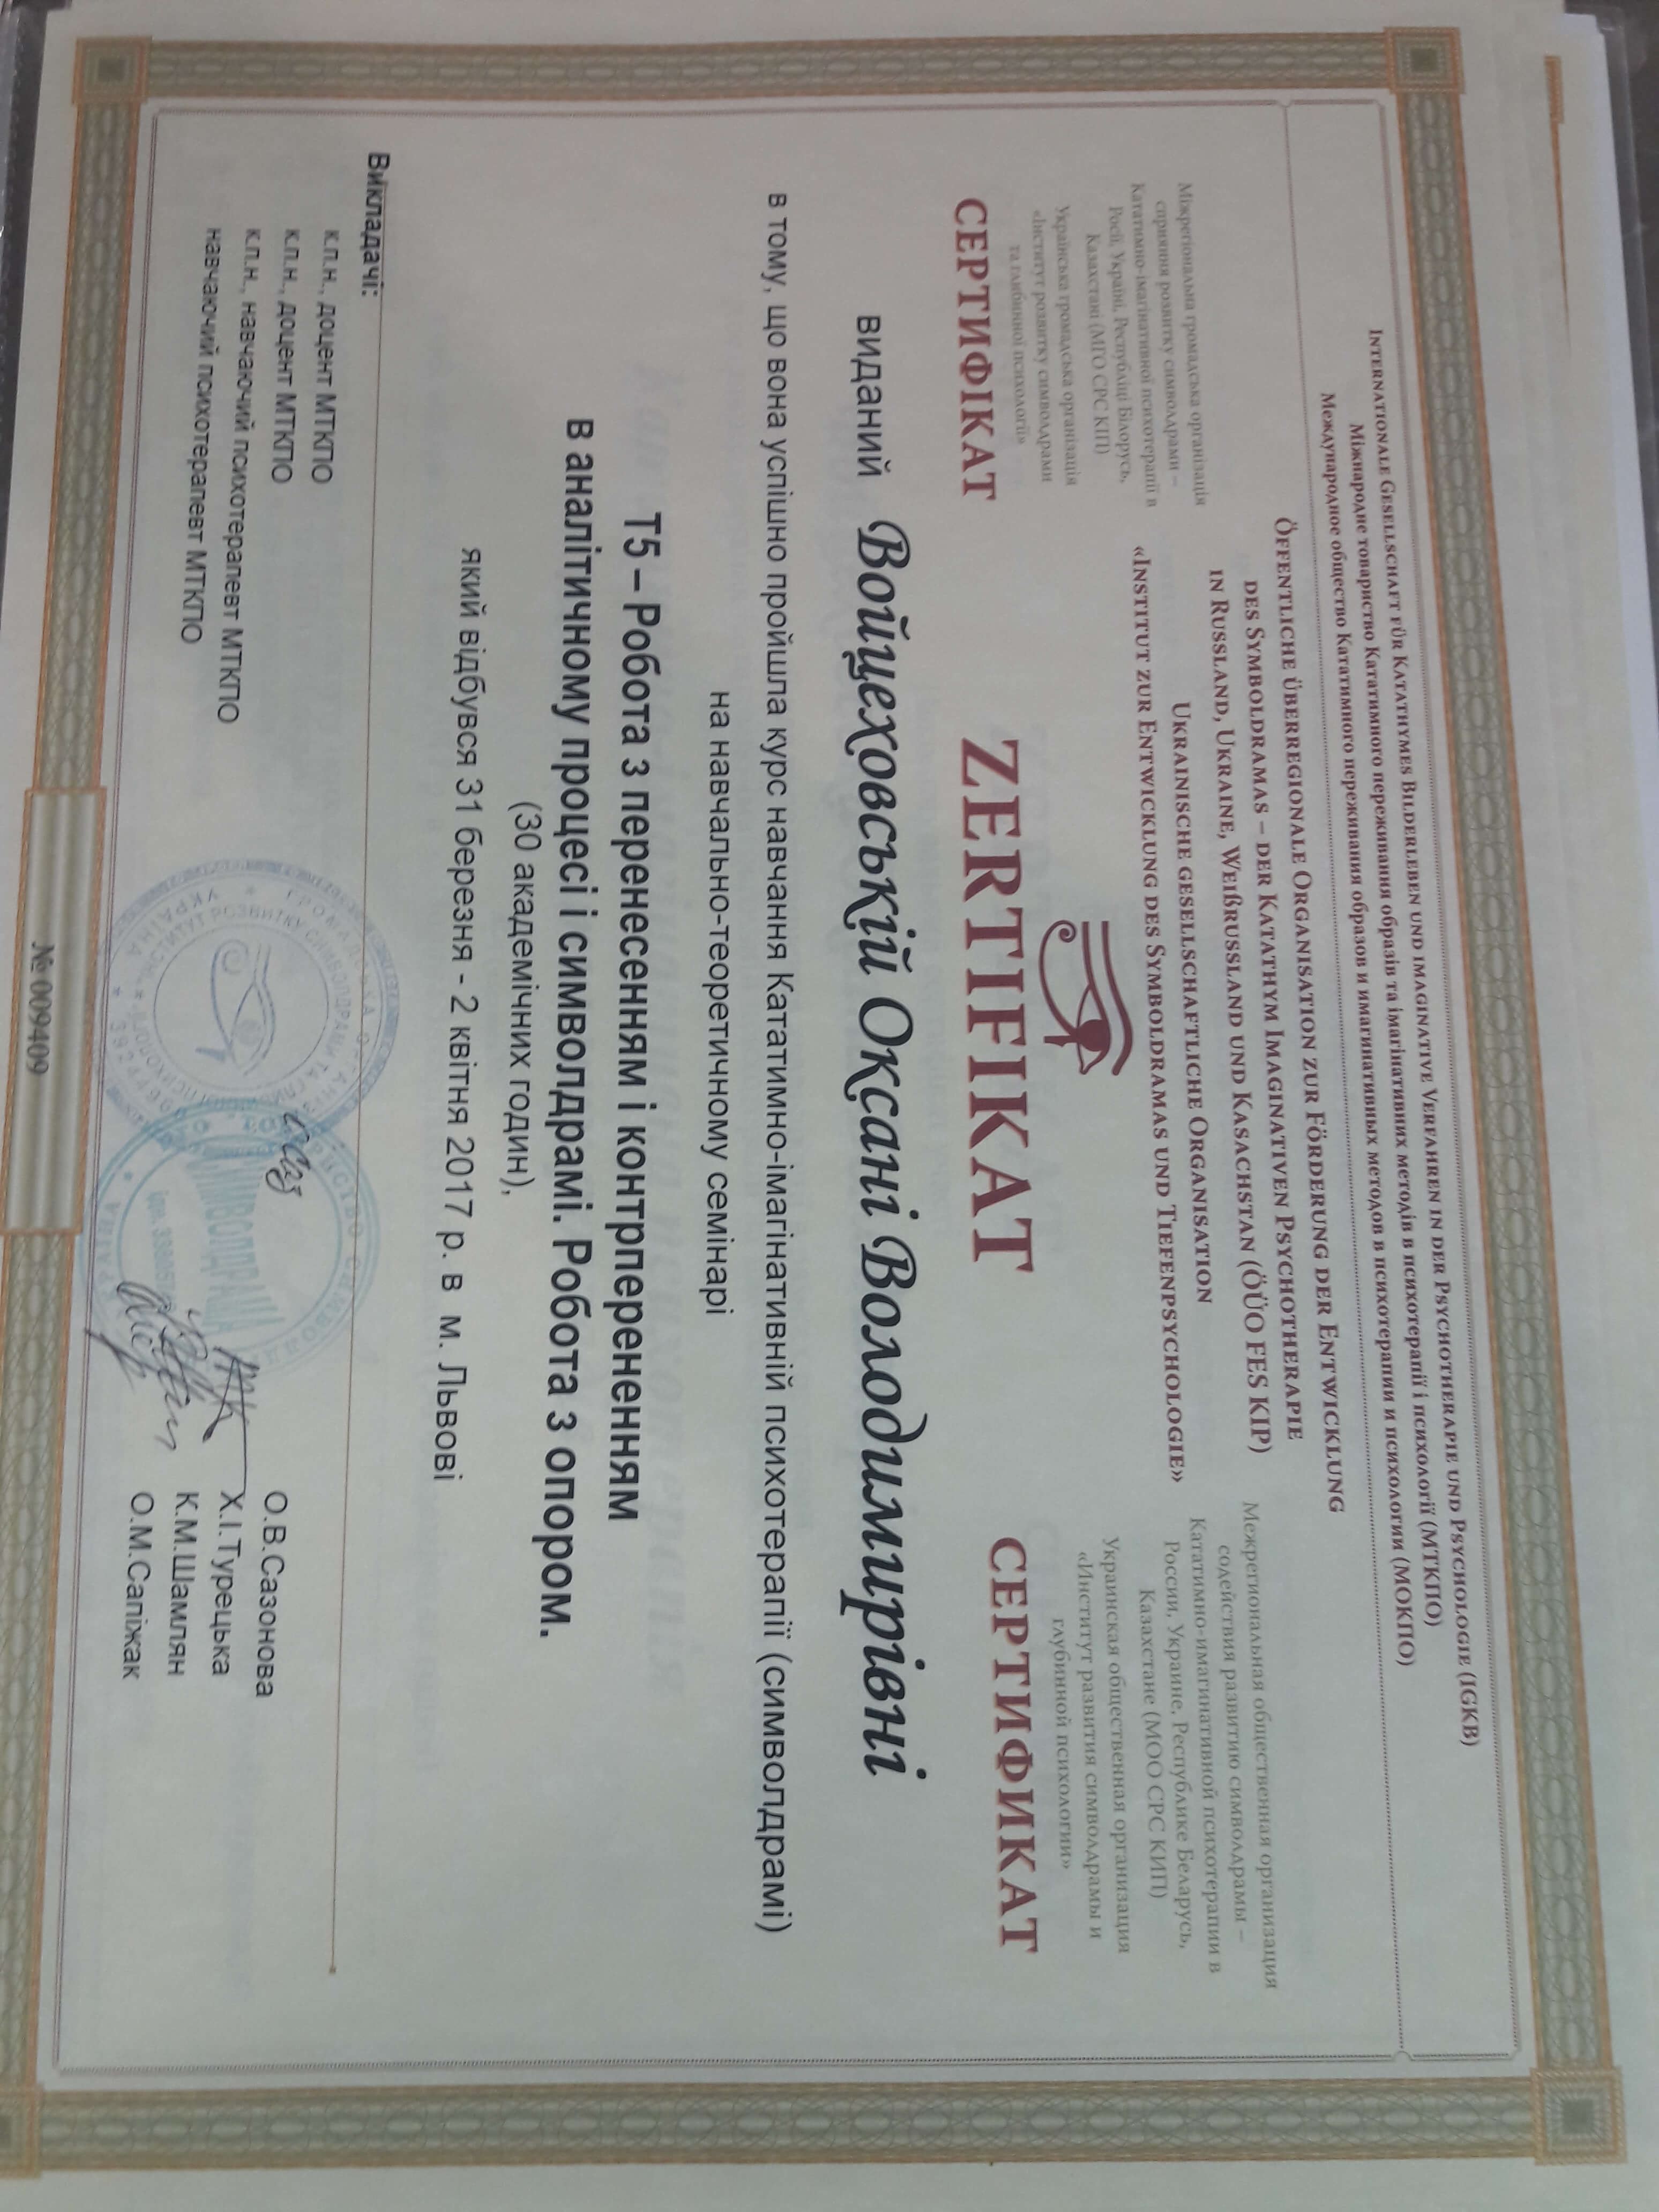 INTERNATIONALE GESELLSCHAFT FÜR KATATHYMES BILDERLEBEN UND IMAGINATIVE VERFAHREN IN DER PSYCHOTHERAPIE UND PSYCHOLOGIE (IGKB)
Міжнародне товариство Кататимного переживання образів та імагінативних методів в психотерапії і психології (МТКПО)
Международное общество Кататимного переживания образов и имагинативных методов в психотерапии и психологии (МОКПО)
ÖFFENTLICHE ÜBERREGIONALE ORGANISATION ZUR FÖRDERUNG DER ENTWICKLUNG
DES SYMBOLDRAMAS – DER KATATHYM IMAGINATIVEN PSYCHOTHERAPIE
IN RUSSLAND, UKRAINE, WEIßRUSSLAND UND KASACHSTAN (ÖÜO FES KIP)
UKRAINISCHE GESELLSCHAFTLICHE ORGANISATION
«INSTITUT ZUR ENTWICKLUNG DES SYMBOLDRAMAS UND TIEFENPSYCHOLOGIE»
Міжрегіональна громадська організація
сприяння розвитку символдрами –
Кататимно-імагінативної психотерапії в
Росії, Україні, Республіці Білорусь,
Казахстані (МГО СРС КІП)
Українська громадська організація
«Інститут розвитку символдрами
та глибинної психології»
Межрегиональная общественная организация
содействия развитию символдрамы –
Кататимно-имагинативной психотерапии в
России, Украине, Республике Беларусь,
Казахстане (МОО СРС КИП)
Украинская общественная организация
«Институт развития символдрамы и
глубинной психологии»
СЕРТИФІКАТ
ZERTIFIKAT
СЕРТИФИКАТ
виданий Войцеховській Оксані Володимирівні
в тому, що вона успішно пройшла курс навчання Кататимно-імагінативній психотерапії (символдрамі)
на навчально-теоретичному семінарі
Т5 – Робота з перенесенням і контрперененням
в аналітичному процесі і символдрамі. Робота з опором.
(30 академічних годин),
який відбувся 31 березня - 2 квітня 2017 р. в м. Львові
Викладачі:
к.п.н., доцент МТКПО О.В.Сазонова
к.п.н., доцент МТКПО Х.І.Турецька
к.п.н., навчаючий психотерапевт МТКПО К.М.Шамлян
навчаючий психотерапевт МТКПО О.М.Сапіжак
№ 009409